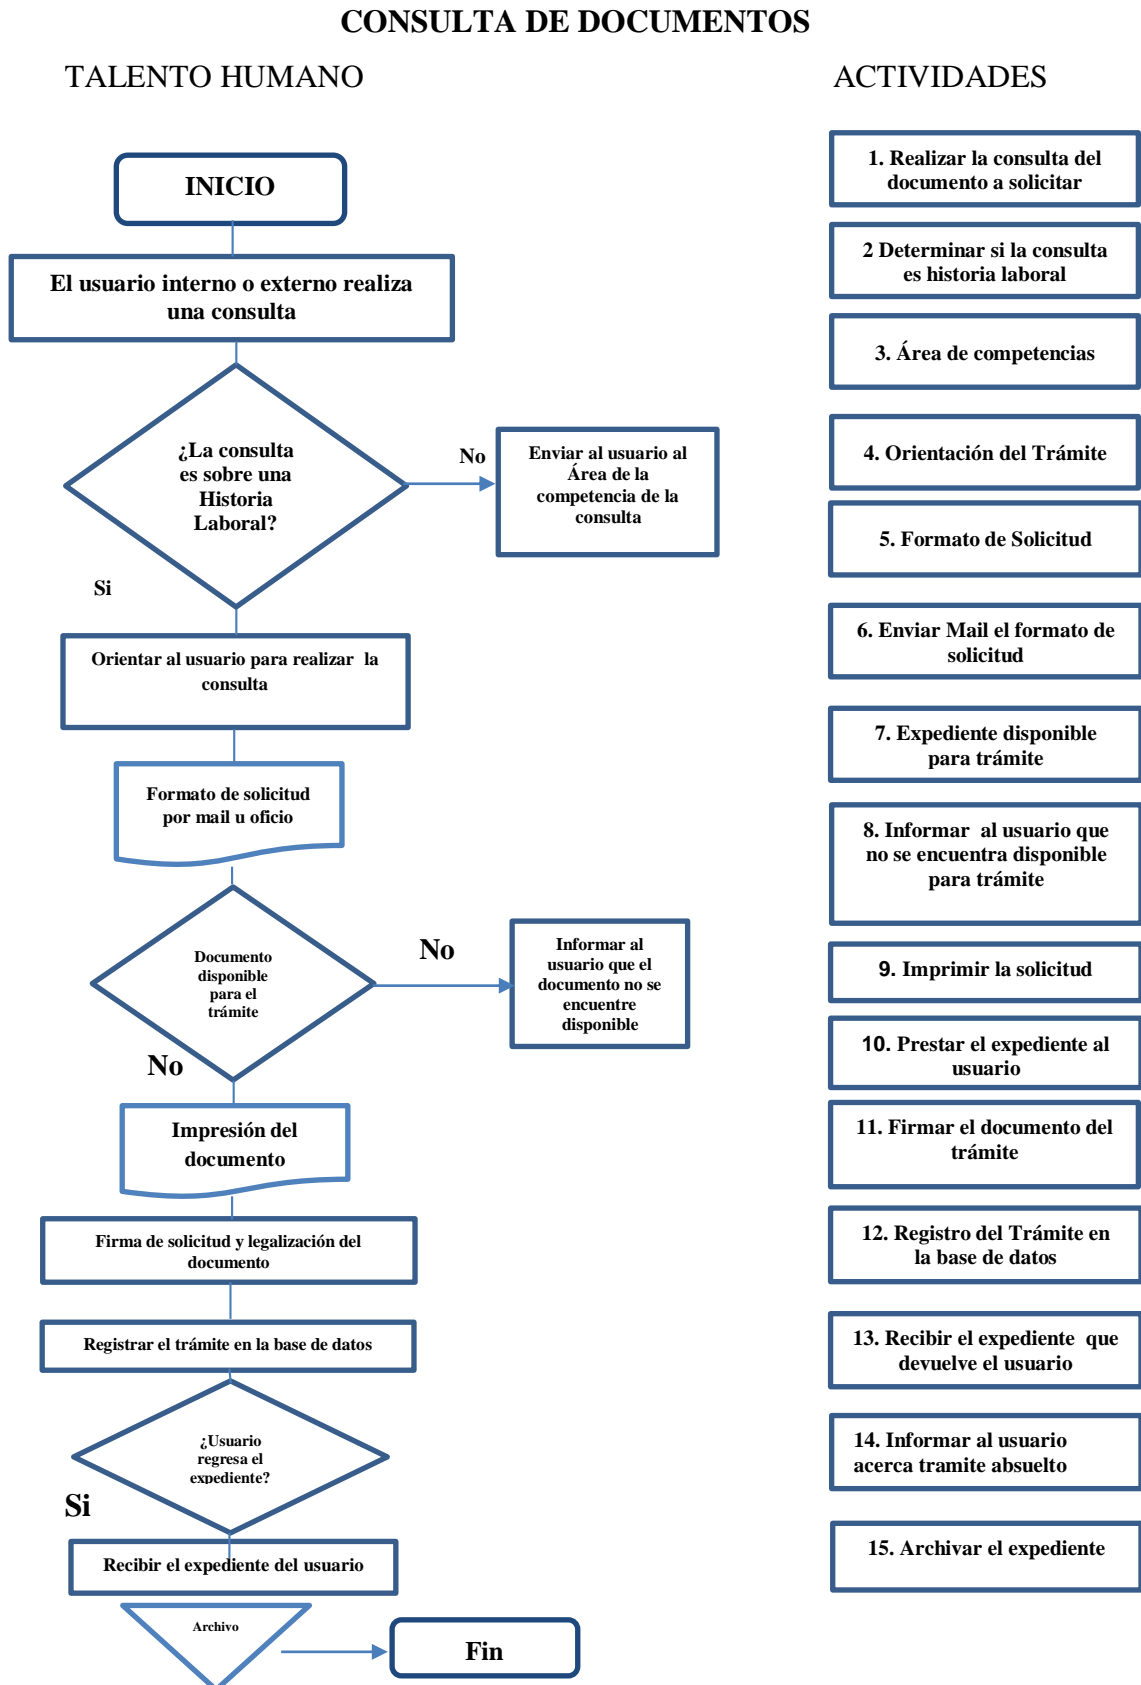 CONSULTA DE DOCUMENTOS
TALENTO HUMANO
ACTIVIDADES
INICIO
El usuario interno o externo realiza
una consulta
¿La consulta
es sobre una
Historia
Laboral?
No
Enviar al usuario al
Área de la
competencia de la
consulta
Si
Orientar al usuario para realizar  la
consulta
Formato de solicitud
por mail u oficio
Documento
disponible
para el
trámite
No
Informar al
usuario que el
documento no se
encuentre
disponible
No
Impresión del
documento
Firma de solicitud y legalización del
documento
Registrar el trámite en la base de datos
¿Usuario
regresa el
expediente?
Si
Recibir el expediente del usuario
Archivo
Fin
1. Realizar la consulta del
documento a solicitar
2 Determinar si la consulta
es historia laboral
3. Área de competencias
4. Orientación del Trámite
5. Formato de Solicitud
6. Enviar Mail el formato de
solicitud
7. Expediente disponible
para trámite
8. Informar  al usuario que
no se encuentra disponible
para trámite
9. Imprimir la solicitud
10. Prestar el expediente al
usuario
11. Firmar el documento del
trámite
12. Registro del Trámite en
la base de datos
13. Recibir el expediente  que
devuelve el usuario
14. Informar al usuario
acerca tramite absuelto
15. Archivar el expediente